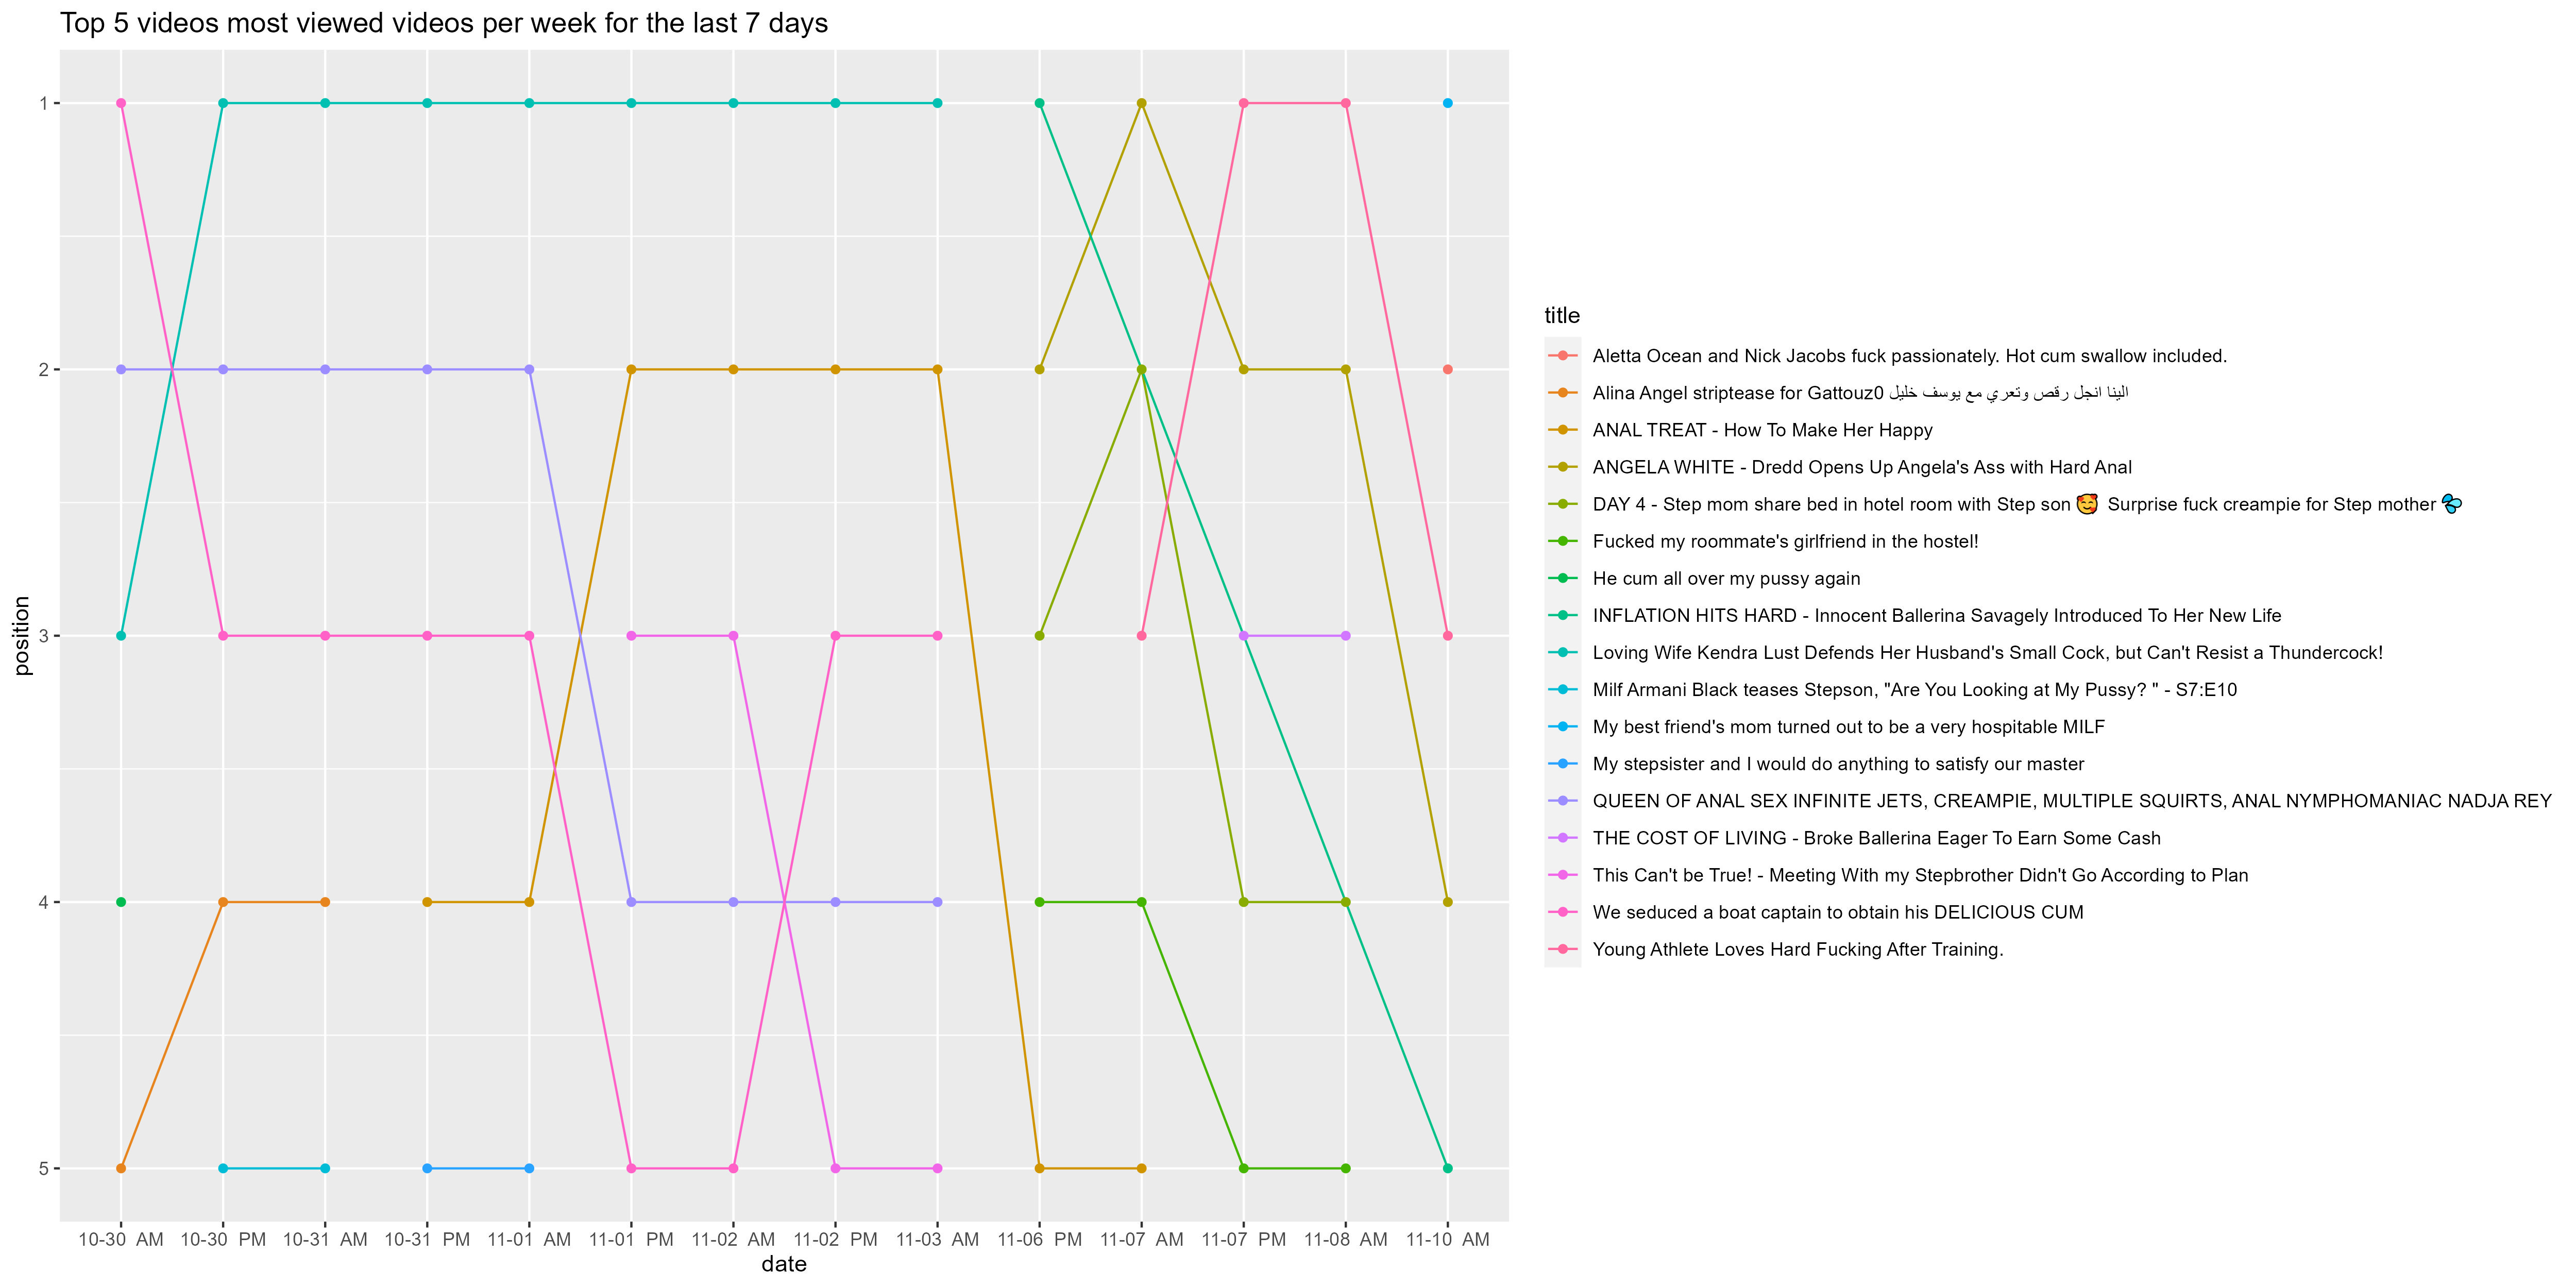 Top 5 videos most viewed videos per week for the last 7 days
position
1
2
3
4
5
10-30 AM
10-30 PM
10-31 AM
10-31 PM
11-01 AM
11-01 PM
11-02 AM
11-02 PM
11-03 AM
11-06 PM
11-07 AM
11-07 PM
11-08 AM
11-10 AM
date
title
Aletta Ocean and Nick Jacobs fuck passionately. Hot cum swallow included.
Alina Angel striptease for Gattouz0 الينا انجل رقص وتعري مع يوسف خليل
ANAL TREAT - How To Make Her Happy
ANGELA WHITE - Dredd Opens Up Angela's Ass with Hard Anal
DAY 4 - Step mom share bed in hotel room with Step son 🥰 Surprise fuck creampie for Step mother 💦
Fucked my roommate's girlfriend in the hostel!
He cum all over my pussy again
INFLATION HITS HARD - Innocent Ballerina Savagely Introduced To Her New Life
Loving Wife Kendra Lust Defends Her Husband's Small Cock, but Can't Resist a Thundercock!
Milf Armani Black teases Stepson, "Are You Looking at My Pussy? " - S7:E10
My best friend's mom turned out to be a very hospitable MILF
My stepsister and I would do anything to satisfy our master
QUEEN OF ANAL SEX INFINITE JETS, CREAMPIE, MULTIPLE SQUIRTS, ANAL NYMPHOMANIAC NADJA REY
THE COST OF LIVING - Broke Ballerina Eager To Earn Some Cash
This Can't be True! - Meeting With my Stepbrother Didn't Go According to Plan
We seduced a boat captain to obtain his DELICIOUS CUM
Young Athlete Loves Hard Fucking After Training.